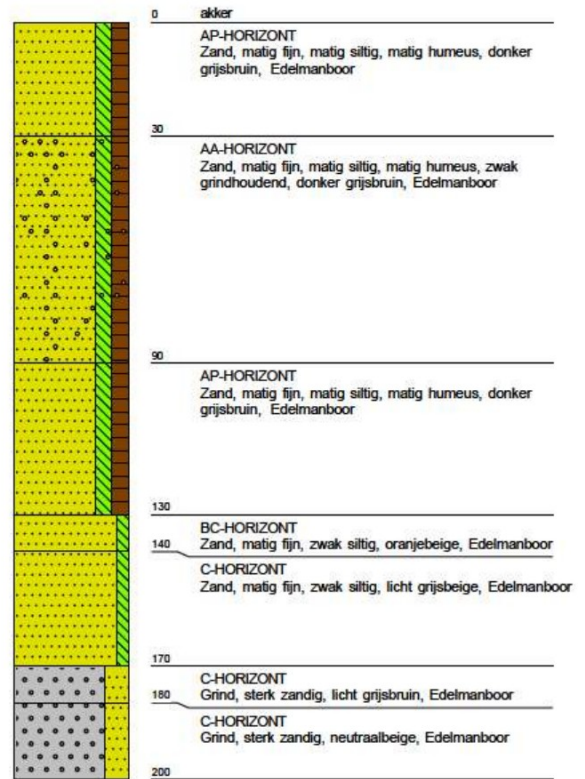 0 akker
AP-HORIZONT
Zand, matig fijn, matig siltig, matig humeus, donker
grijsbruin, Edelmanboor
30
AA-HORIZONT
Zand, matig fijn, matig siltig, matig humeus, zwak
grindhoudend, donker grijsbruin, Edelmanboor
90
AP-HORIZONT
Zand, matig fijn, matig siltig, matig humeus, donker
grijsbruin, Edelmanboor
130
BC-HORIZONT
Zand, matig fijn, zwak siltig, oranjebeige, Edelmanboor
140
C-HORIZONT
Zand, matig fijn, zwak siltig, licht grijsbeige, Edelmanboor
170
C-HORIZONT
Grind, sterk zandig, licht grijsbruin, Edelmanboor
180
C-HORIZONT
Grind, sterk zandig, neutraalbeige, Edelmanboor
200